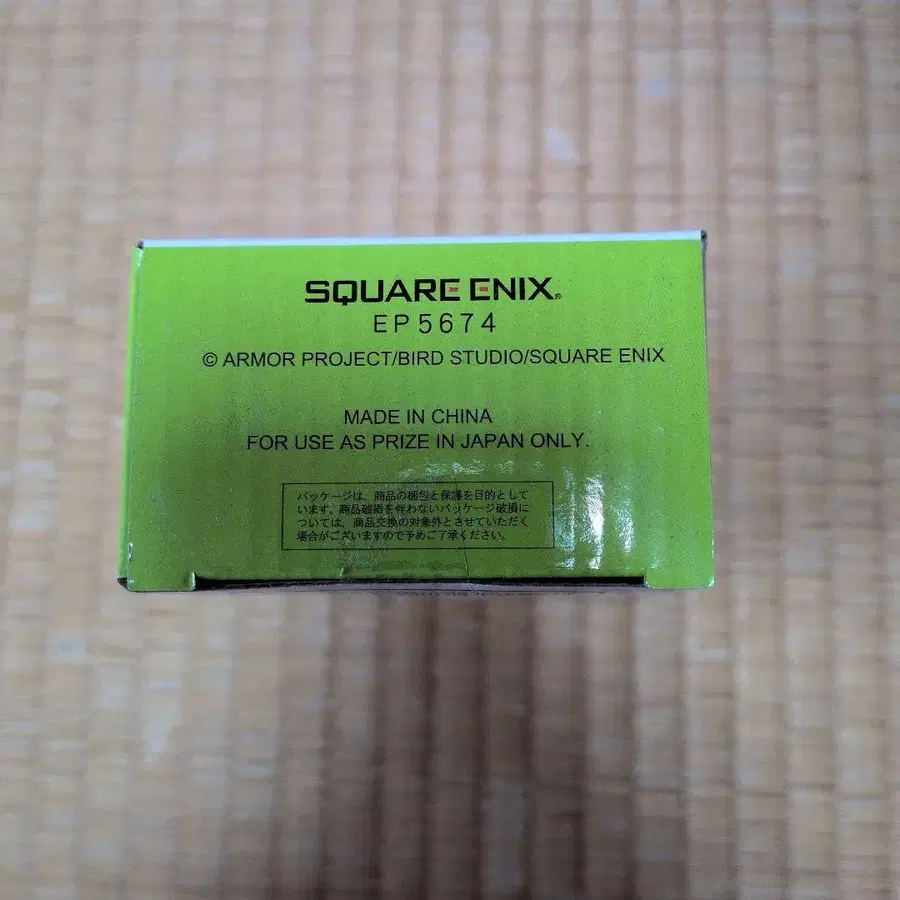 SQUARE ENIX®
EP5674
© ARMOR PROJECT/BIRD STUDIO/SQUARE ENIX
MADE IN CHINA
FOR USE AS PRIZE IN JAPAN ONLY.
パッケージは、商品の梱包と保護を目的として
います。商品破損を伴わないパッケージ破損に
ついては、商品交換の対象外とさせていただく
場合がございますので予めご了承ください。